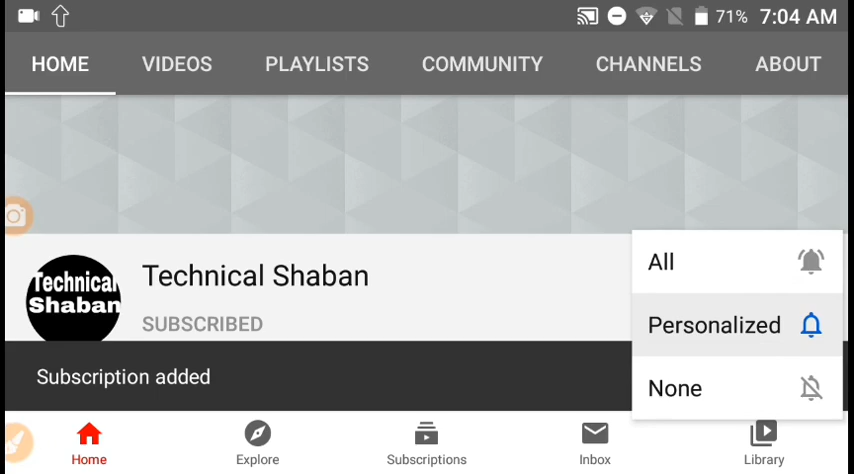 71% 7:04 AM
HOME VIDEOS PLAYLISTS COMMUNITY CHANNELS ABOUT
Technical
Shaban
Technical Shaban
SUBSCRIBED
All
Personalized
None
Subscription added
Home Explore Subscriptions Inbox Library